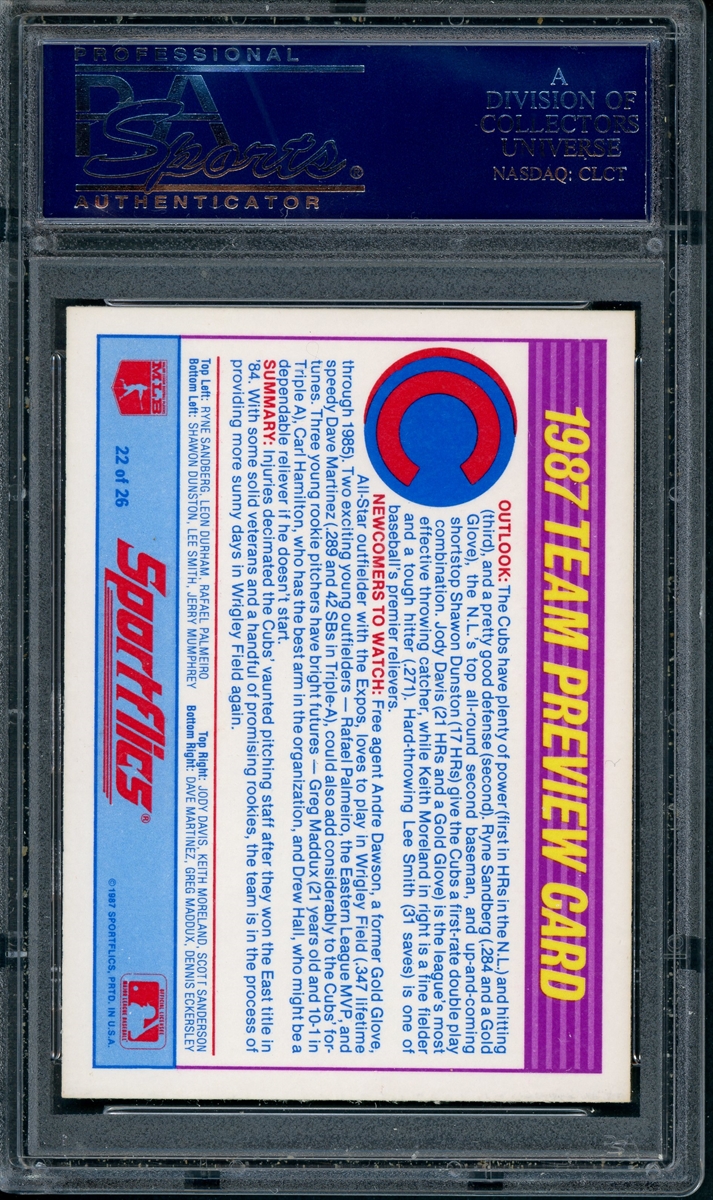 PROFESSIONAL
PSA
Sports®
AUTHENTICATOR
A
DIVISION OF
COLLECTORS
UNIVERSE
NASDAQ: CLCT
1987 TEAM PREVIEW CARD
OUTLOOK: The Cubs have plenty of power (first in HRs in the N.L.) and hitting
(third), and a pretty good defense (second). Ryne Sandberg (.284 and a Gold
Glove), the N.L.'s top all-round second baseman, and up-and-coming
shortstop Shawon Dunston (17 HRs) give the Cubs a first-rate double play
combination. Jody Davis (21 HRs and a Gold Glove) is the league's most
effective throwing catcher, while Keith Moreland in right is a fine fielder
and a tough hitter (.271). Hard-throwing Lee Smith (31 saves) is one of
baseball's premier relievers.
NEWCOMERS TO WATCH: Free agent Andre Dawson, a former Gold Glove,
All-Star outfielder with the Expos, loves to play in Wrigley Field (.347 lifetime
through 1985). Two exciting young outfielders — Rafael Palmeiro, the Eastern League MVP, and
speedy Dave Martinez (.289 and 42 SBs in Triple-A), could also add considerably to the Cubs' for-
tunes. Three young rookie pitchers have bright futures — Greg Maddux (21 years old and 10-1 in
Triple A), Carl Hamilton, who has the best arm in the organization, and Drew Hall, who might be a
dependable reliever if he doesn't start.
SUMMARY: Injuries decimated the Cubs' vaunted pitching staff after they won the East title in
'84. With some solid veterans and a handful of promising rookies, the team is in the process of
providing more sunny days in Wrigley Field again.
Top Left: RYNE SANDBERG, LEON DURHAM, RAFAEL PALMEIRO
Bottom Left: SHAWON DUNSTON, LEE SMITH, JERRY MUMPHREY
Top Right: JODY DAVIS, KEITH MORELAND, SCOTT SANDERSON
Bottom Right: DAVE MARTINEZ, GREG MADDUX, DENNIS ECKERSLEY
MLB
22 of 26
Sportflics®
©1987 SPORTFLICS, PRTD. IN U.S.A.
OFFICIAL LICENSEE
MAJOR LEAGUE BASEBALL